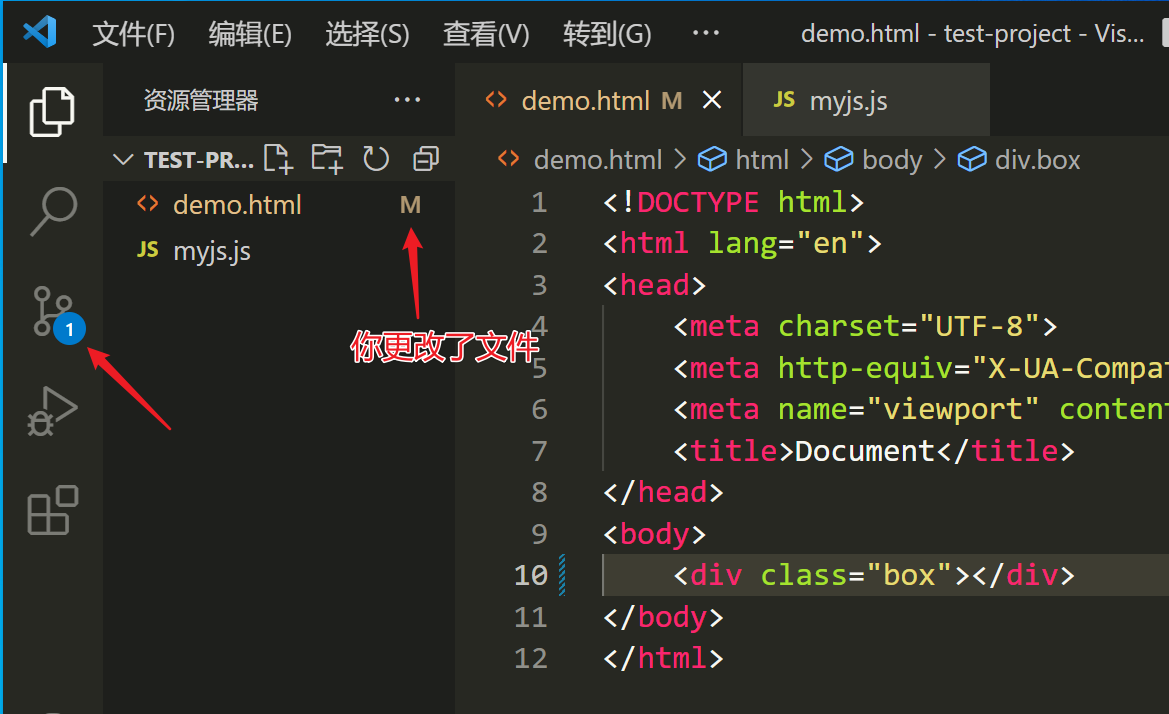 文件(F) 编辑(E) 选择(S) 查看(V) 转到(G) ··· demo.html - test-project - Vis...
资源管理器 ···
TEST-PR...
demo.html M
JS myjs.js
1
你更改了文件
demo.html M
JS myjs.js
demo.html > html > body > div.box
1 <!DOCTYPE html>
2 <html lang="en">
3 <head>
4 <meta charset="UTF-8">
5 <meta http-equiv="X-UA-Compa
6 <meta name="viewport" conten
7 <title>Document</title>
8 </head>
9 <body>
10 <div class="box"></div>
11 </body>
12 </html>